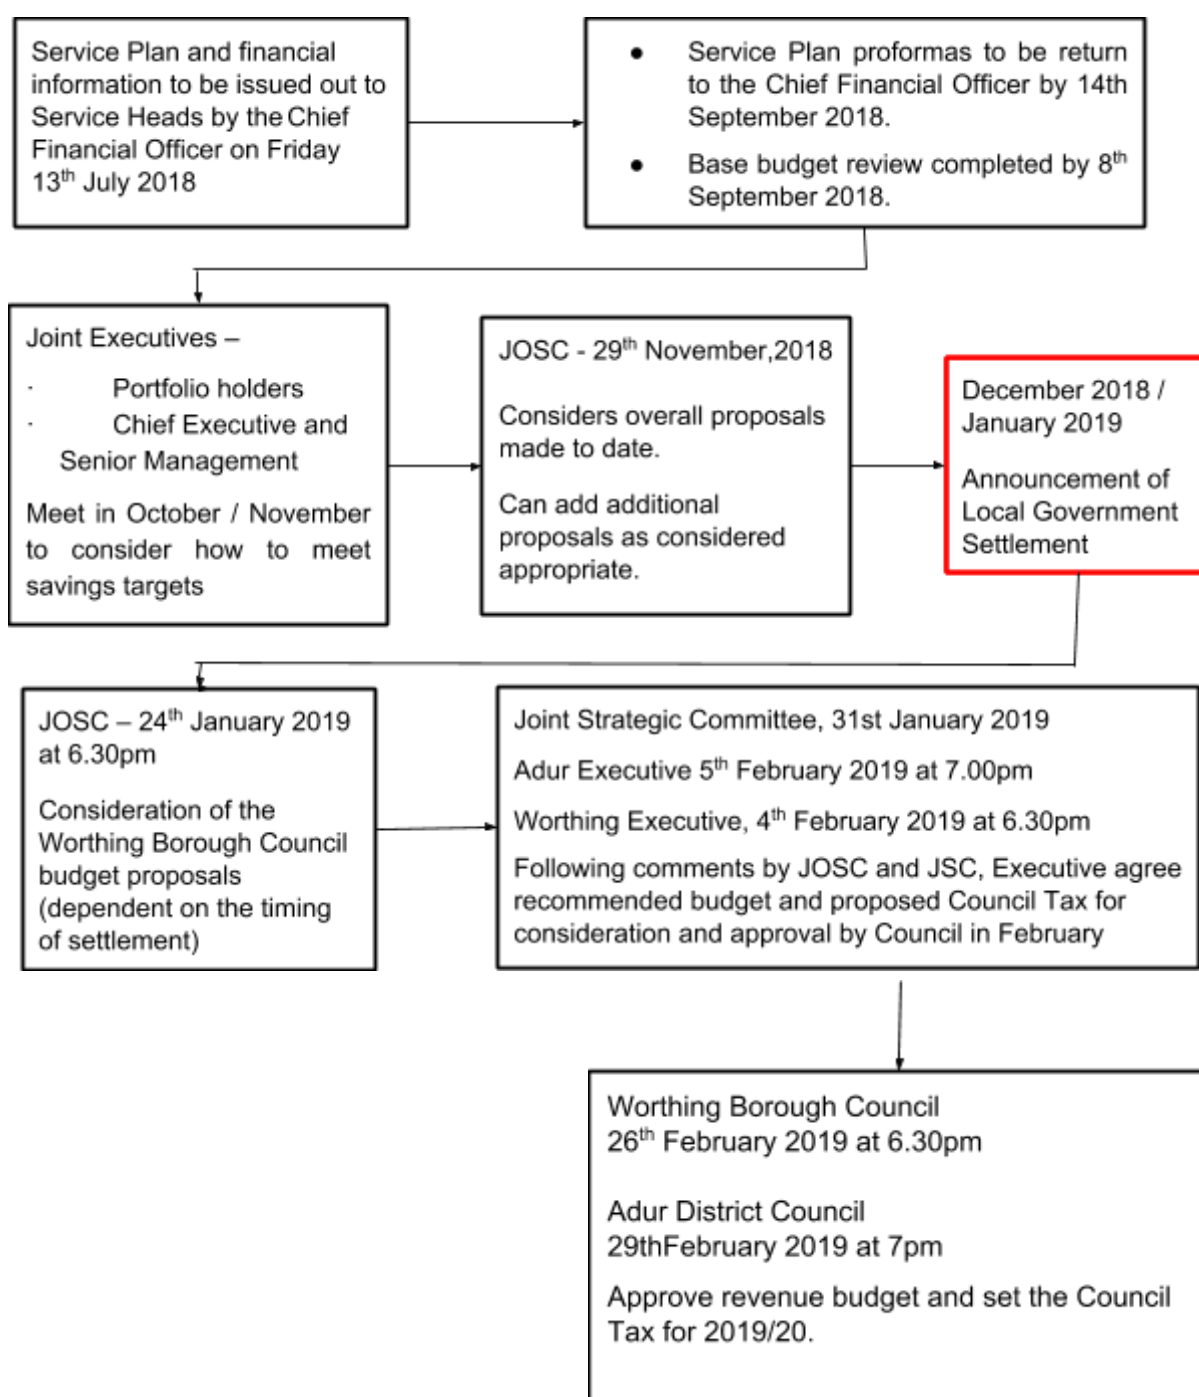 Service Plan and financial
information to be issued out to
Service Heads by the Chief
Financial Officer on Friday
13th July 2018
● Service Plan proformas to be return
to the Chief Financial Officer by 14th
September 2018.
● Base budget review completed by 8th
September 2018.
Joint Executives –
· Portfolio holders
· Chief Executive and
Senior Management
Meet in October / November
to consider how to meet
savings targets
JOSC - 29th November,2018
Considers overall proposals
made to date.
Can add additional
proposals as considered
appropriate.
December 2018 /
January 2019
Announcement of
Local Government
Settlement
JOSC – 24th January 2019
at 6.30pm
Consideration of the
Worthing Borough Council
budget proposals
(dependent on the timing
of settlement)
Joint Strategic Committee, 31st January 2019
Adur Executive 5th February 2019 at 7.00pm
Worthing Executive, 4th February 2019 at 6.30pm
Following comments by JOSC and JSC, Executive agree
recommended budget and proposed Council Tax for
consideration and approval by Council in February
Worthing Borough Council
26th February 2019 at 6.30pm
Adur District Council
29thFebruary 2019 at 7pm
Approve revenue budget and set the Council
Tax for 2019/20.